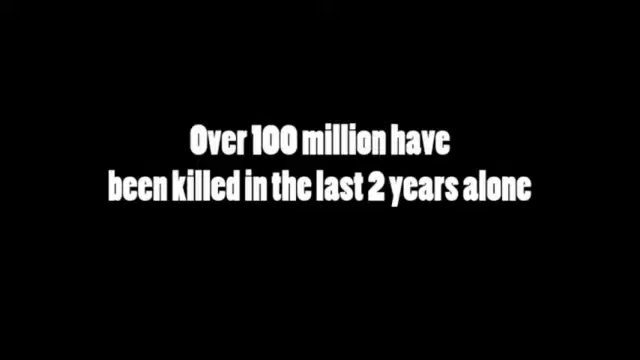 Over 100 million have
been killed in the last 2 years alone